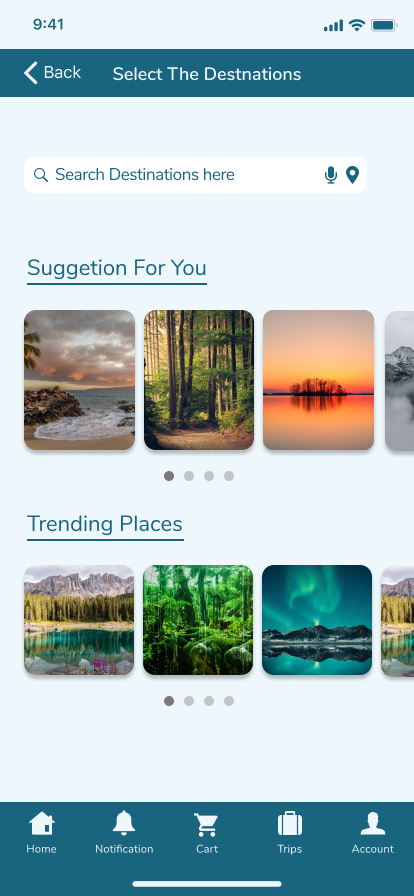 9:41
Back
Select The Destnations
Search Destinations here
Suggetion For You
Trending Places
Home
Notification
Cart
Trips
Account